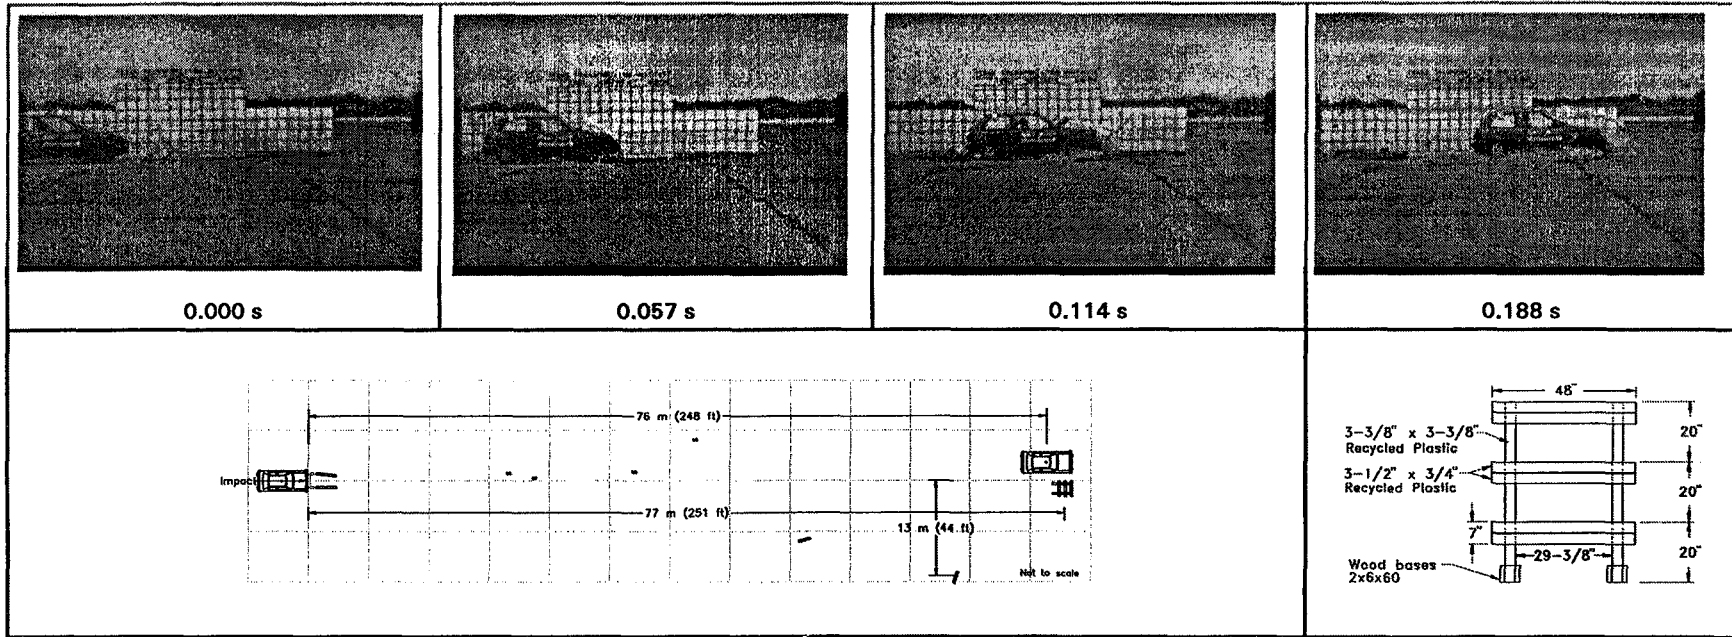 0.000 s
0.057 s
0.114 s
0.188 s
76 m (248 ft)
Impact
77 m (251 ft)
13 m (44 ft)
Not to scale
48"
3-3/8" x 3-3/8"
Recycled Plastic
3-1/2" x 3/4"
Recycled Plastic
20"
20"
7"
29-3/8"
20"
Wood bases
2x6x60